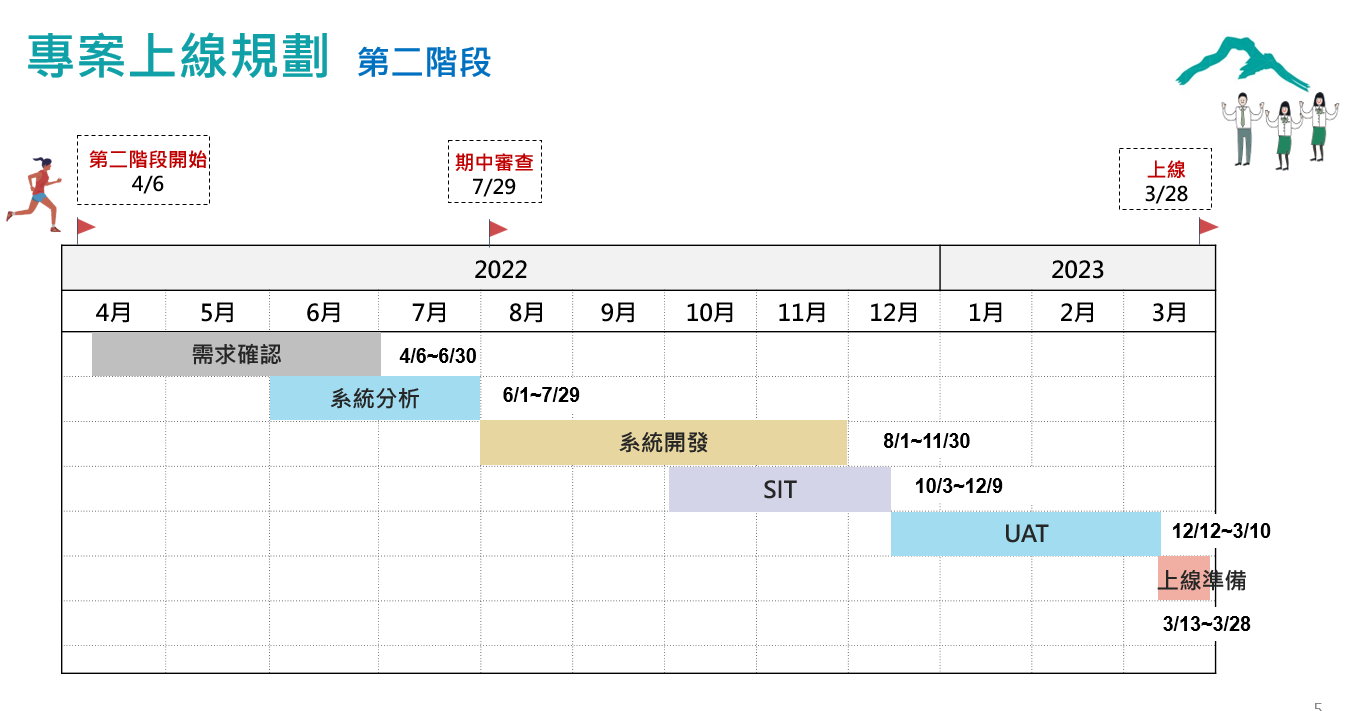 專案上線規劃 第二階段
第二階段開始
4/6
期中審查
7/29
上線
3/28
2022
2023
4月
5月
6月
7月
8月
9月
10月
11月
12月
1月
2月
3月
需求確認
4/6~6/30
系統分析
6/1~7/29
系統開發
8/1~11/30
SIT
10/3~12/9
UAT
12/12~3/10
上線準備
3/13~3/28
5